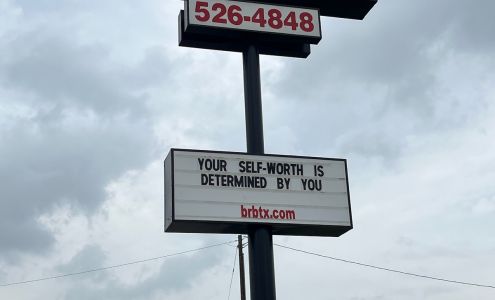 526-4848
YOUR SELF-WORTH IS
DETERMINED BY YOU
brbtx.com